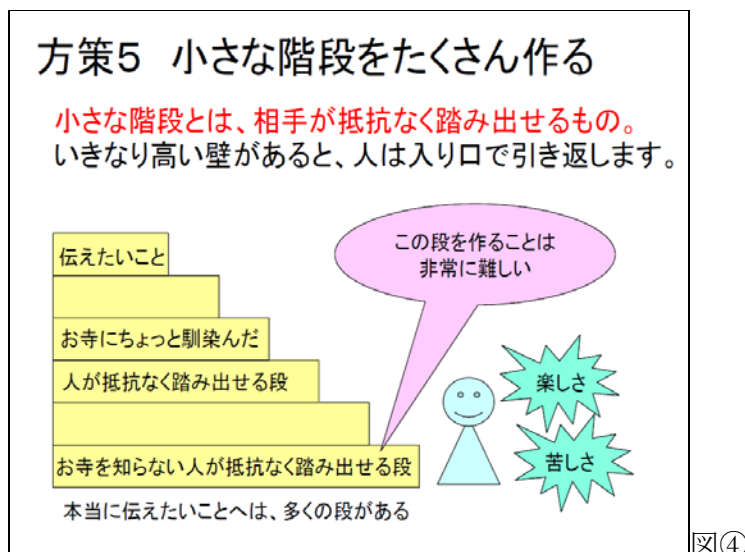 方策5　小さな階段をたくさん作る
小さな階段とは、相手が抵抗なく踏み出せるもの。
いきなり高い壁があると、人は入り口で引き返します。
この段を作ることは
非常に難しい
伝えたいこと
お寺にちょっと馴染んだ
人が抵抗なく踏み出せる段
お寺を知らない人が抵抗なく踏み出せる段
楽しさ
苦しさ
本当に伝えたいことへは、多くの段がある
図④